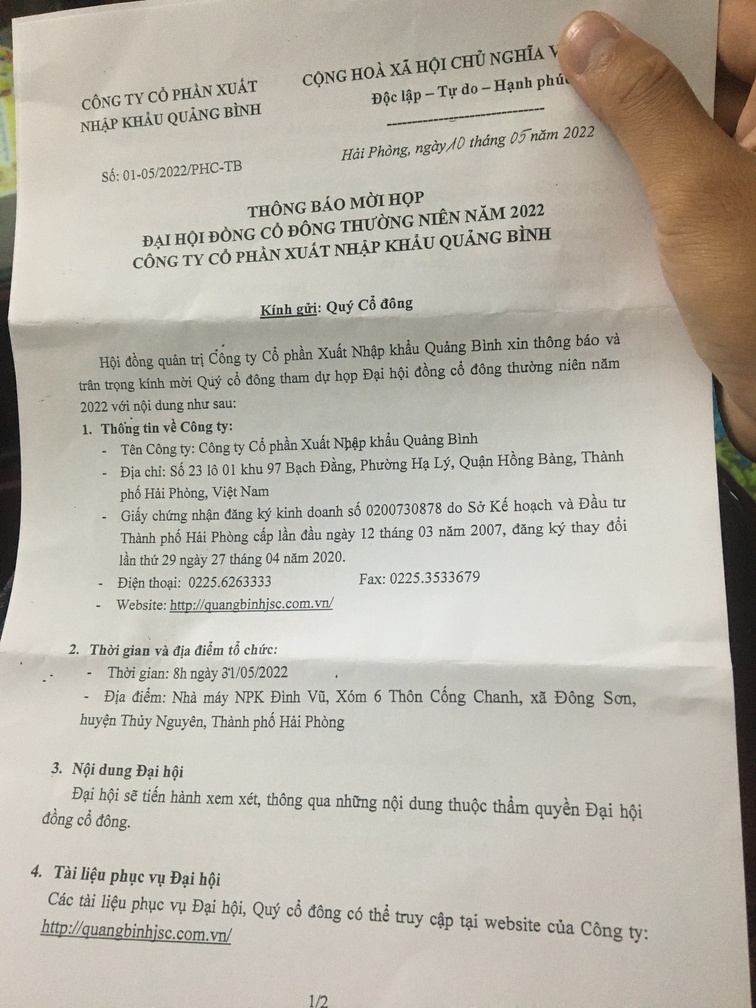 CÔNG TY CỔ PHẦN XUẤT
NHẬP KHẨU QUẢNG BÌNH
CỘNG HOÀ XÃ HỘI CHỦ NGHĨA V
Độc lập – Tự do – Hạnh phúc
Số: 01-05/2022/PHC-TB
Hải Phòng, ngày 10 tháng 05 năm 2022
THÔNG BÁO MỜI HỌP
ĐẠI HỘI ĐỒNG CỔ ĐÔNG THƯỜNG NIÊN NĂM 2022
CÔNG TY CỔ PHẦN XUẤT NHẬP KHẨU QUẢNG BÌNH
Kính gửi: Quý Cổ đông
Hội đồng quản trị Công ty Cổ phần Xuất Nhập khẩu Quảng Bình xin thông báo và
trân trọng kính mời Quý cổ đông tham dự họp Đại hội đồng cổ đông thường niên năm
2022 với nội dung như sau:
1. Thông tin về Công ty:
- Tên Công ty: Công ty Cổ phần Xuất Nhập khẩu Quảng Bình
- Địa chỉ: Số 23 lô 01 khu 97 Bạch Đằng, Phường Hạ Lý, Quận Hồng Bàng, Thành
phố Hải Phòng, Việt Nam
- Giấy chứng nhận đăng ký kinh doanh số 0200730878 do Sở Kế hoạch và Đầu tư
Thành phố Hải Phòng cấp lần đầu ngày 12 tháng 03 năm 2007, đăng ký thay đổi
lần thứ 29 ngày 27 tháng 04 năm 2020.
- Điện thoại: 0225.6263333 Fax: 0225.3533679
- Website: http://quangbinhjsc.com.vn/
2. Thời gian và địa điểm tổ chức:
- Thời gian: 8h ngày 31/05/2022
- Địa điểm: Nhà máy NPK Đình Vũ, Xóm 6 Thôn Cống Chanh, xã Đông Sơn,
huyện Thủy Nguyên, Thành phố Hải Phòng
3. Nội dung Đại hội
Đại hội sẽ tiến hành xem xét, thông qua những nội dung thuộc thẩm quyền Đại hội
đồng cổ đông.
4. Tài liệu phục vụ Đại hội
Các tài liệu phục vụ Đại hội, Quý cổ đông có thể truy cập tại website của Công ty:
http://quangbinhjsc.com.vn/
1/2